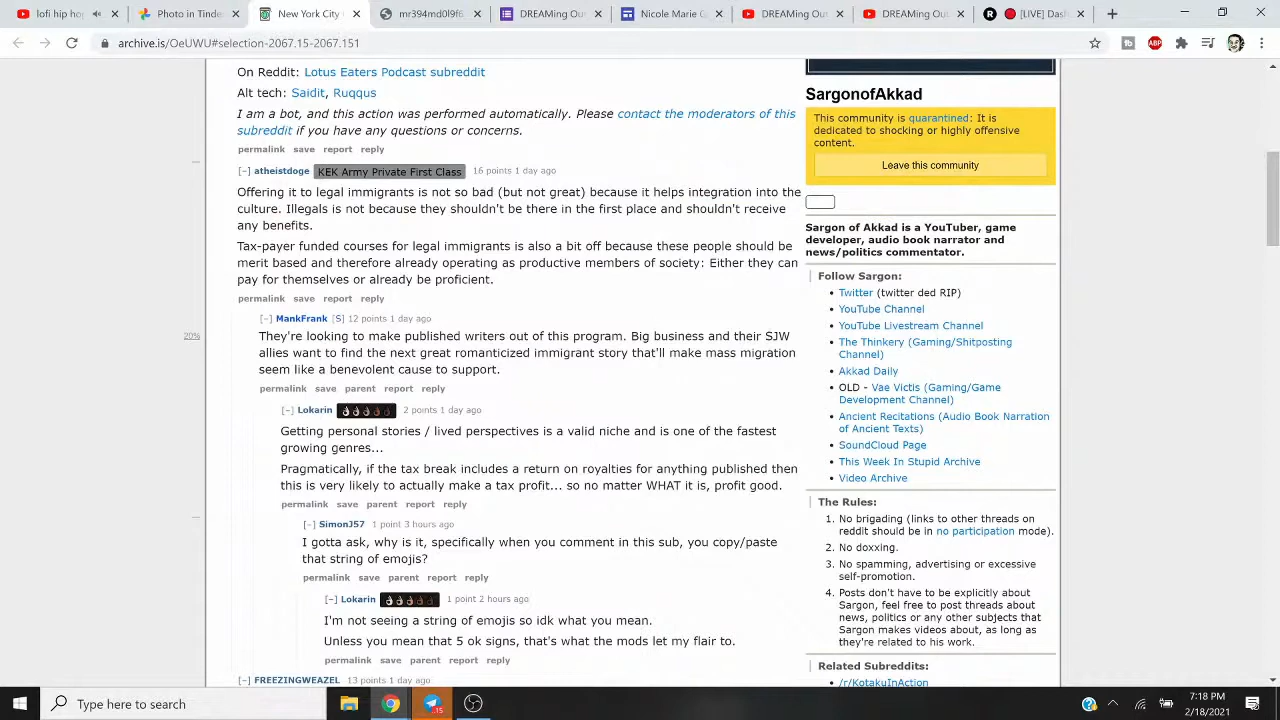 lofi hip ho
Photo in Tinde
New York City
mr394md0l9f6
DREAMing Ou
Nicole Marie G
DREAMing Ou
DREAMing Ou
[LIVE] Dash
archive.is/OeUWU#selection-2067.15-2067.151
On Reddit: Lotus Eaters Podcast subreddit
Alt tech: Saidit, Ruqqus
I am a bot, and this action was performed automatically. Please contact the moderators of this
subreddit if you have any questions or concerns.
permalink save report reply
[–] atheistdoge KEK Army Private First Class 16 points 1 day ago
Offering it to legal immigrants is not so bad (but not great) because it helps integration into the
culture. Illegals is not because they shouldn't be there in the first place and shouldn't receive
any benefits.
Tax-payer funded courses for legal immigrants is also a bit off because these people should be
merit based and therefore already operating as productive members of society: Either they can
pay for themselves or already be proficient.
permalink save report reply
[–] MankFrank [S] 12 points 1 day ago
20%
They're looking to make published writers out of this program. Big business and their SJW
allies want to find the next great romanticized immigrant story that'll make mass migration
seem like a benevolent cause to support.
permalink save parent report reply
[–] Lokarin 👌🏻👌🏼👌🏽👌🏾👌🏿 2 points 1 day ago
Getting personal stories / lived perspectives is a valid niche and is one of the fastest
growing genres...
Pragmatically, if the tax break includes a return on royalties for anything published then
this is very likely to actually make a tax profit... so no matter WHAT it is, profit good.
permalink save parent report reply
[–] SimonJ57 1 point 3 hours ago
I gotta ask, why is it, specifically when you comment in this sub, you copy/paste
that string of emojis?
permalink save parent report reply
[–] Lokarin 👌🏻👌🏼👌🏽👌🏾👌🏿 1 point 2 hours ago
I'm not seeing a string of emojis so idk what you mean.
Unless you mean that 5 ok signs, that's what the mods let my flair to.
permalink save parent report reply
[–] FREEZINGWEAZEL 13 points 1 day ago
SargonofAkkad
This community is quarantined: It is
dedicated to shocking or highly offensive
content.
Leave this community
Sargon of Akkad is a YouTuber, game
developer, audio book narrator and
news/politics commentator.
Follow Sargon:
• Twitter (twitter ded RIP)
• YouTube Channel
• YouTube Livestream Channel
• The Thinkery (Gaming/Shitposting
Channel)
• Akkad Daily
• OLD - Vae Victis (Gaming/Game
Development Channel)
• Ancient Recitations (Audio Book Narration
of Ancient Texts)
• SoundCloud Page
• This Week In Stupid Archive
• Video Archive
The Rules:
1. No brigading (links to other threads on
reddit should be in no participation mode).
2. No doxxing.
3. No spamming, advertising or excessive
self-promotion.
4. Posts don't have to be explicitly about
Sargon, feel free to post threads about
news, politics or any other subjects that
Sargon makes videos about, as long as
they're related to his work.
Related Subreddits:
• /r/KotakuInAction
Type here to search
15
7:18 PM
2/18/2021